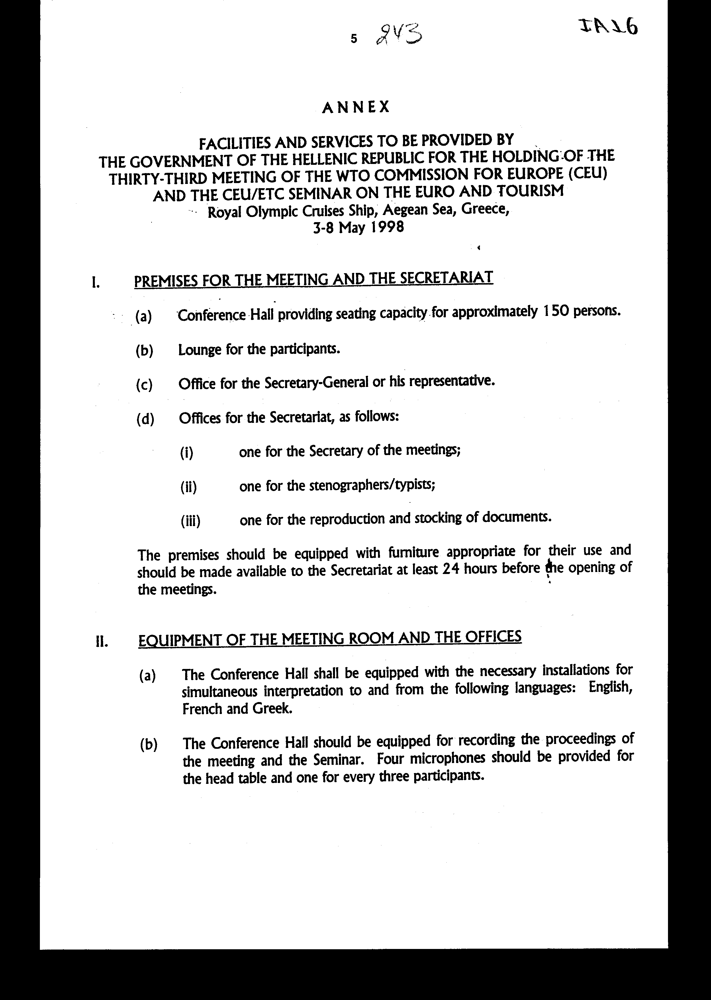 5 243 IA16
ANNEX
FACILITIES AND SERVICES TO BE PROVIDED BY
THE GOVERNMENT OF THE HELLENIC REPUBLIC FOR THE HOLDING OF THE
THIRTY-THIRD MEETING OF THE WTO COMMISSION FOR EUROPE (CEU)
AND THE CEU/ETC SEMINAR ON THE EURO AND TOURISM
Royal Olympic Cruises Ship, Aegean Sea, Greece,
3-8 May 1998
I. PREMISES FOR THE MEETING AND THE SECRETARIAT
(a) Conference Hall providing seating capacity for approximately 150 persons.
(b) Lounge for the participants.
(c) Office for the Secretary-General or his representative.
(d) Offices for the Secretariat, as follows:
(i) one for the Secretary of the meetings;
(ii) one for the stenographers/typists;
(iii) one for the reproduction and stocking of documents.
The premises should be equipped with furniture appropriate for their use and
should be made available to the Secretariat at least 24 hours before the opening of
the meetings.
II. EQUIPMENT OF THE MEETING ROOM AND THE OFFICES
(a) The Conference Hall shall be equipped with the necessary installations for
simultaneous interpretation to and from the following languages: English,
French and Greek.
(b) The Conference Hall should be equipped for recording the proceedings of
the meeting and the Seminar. Four microphones should be provided for
the head table and one for every three participants.